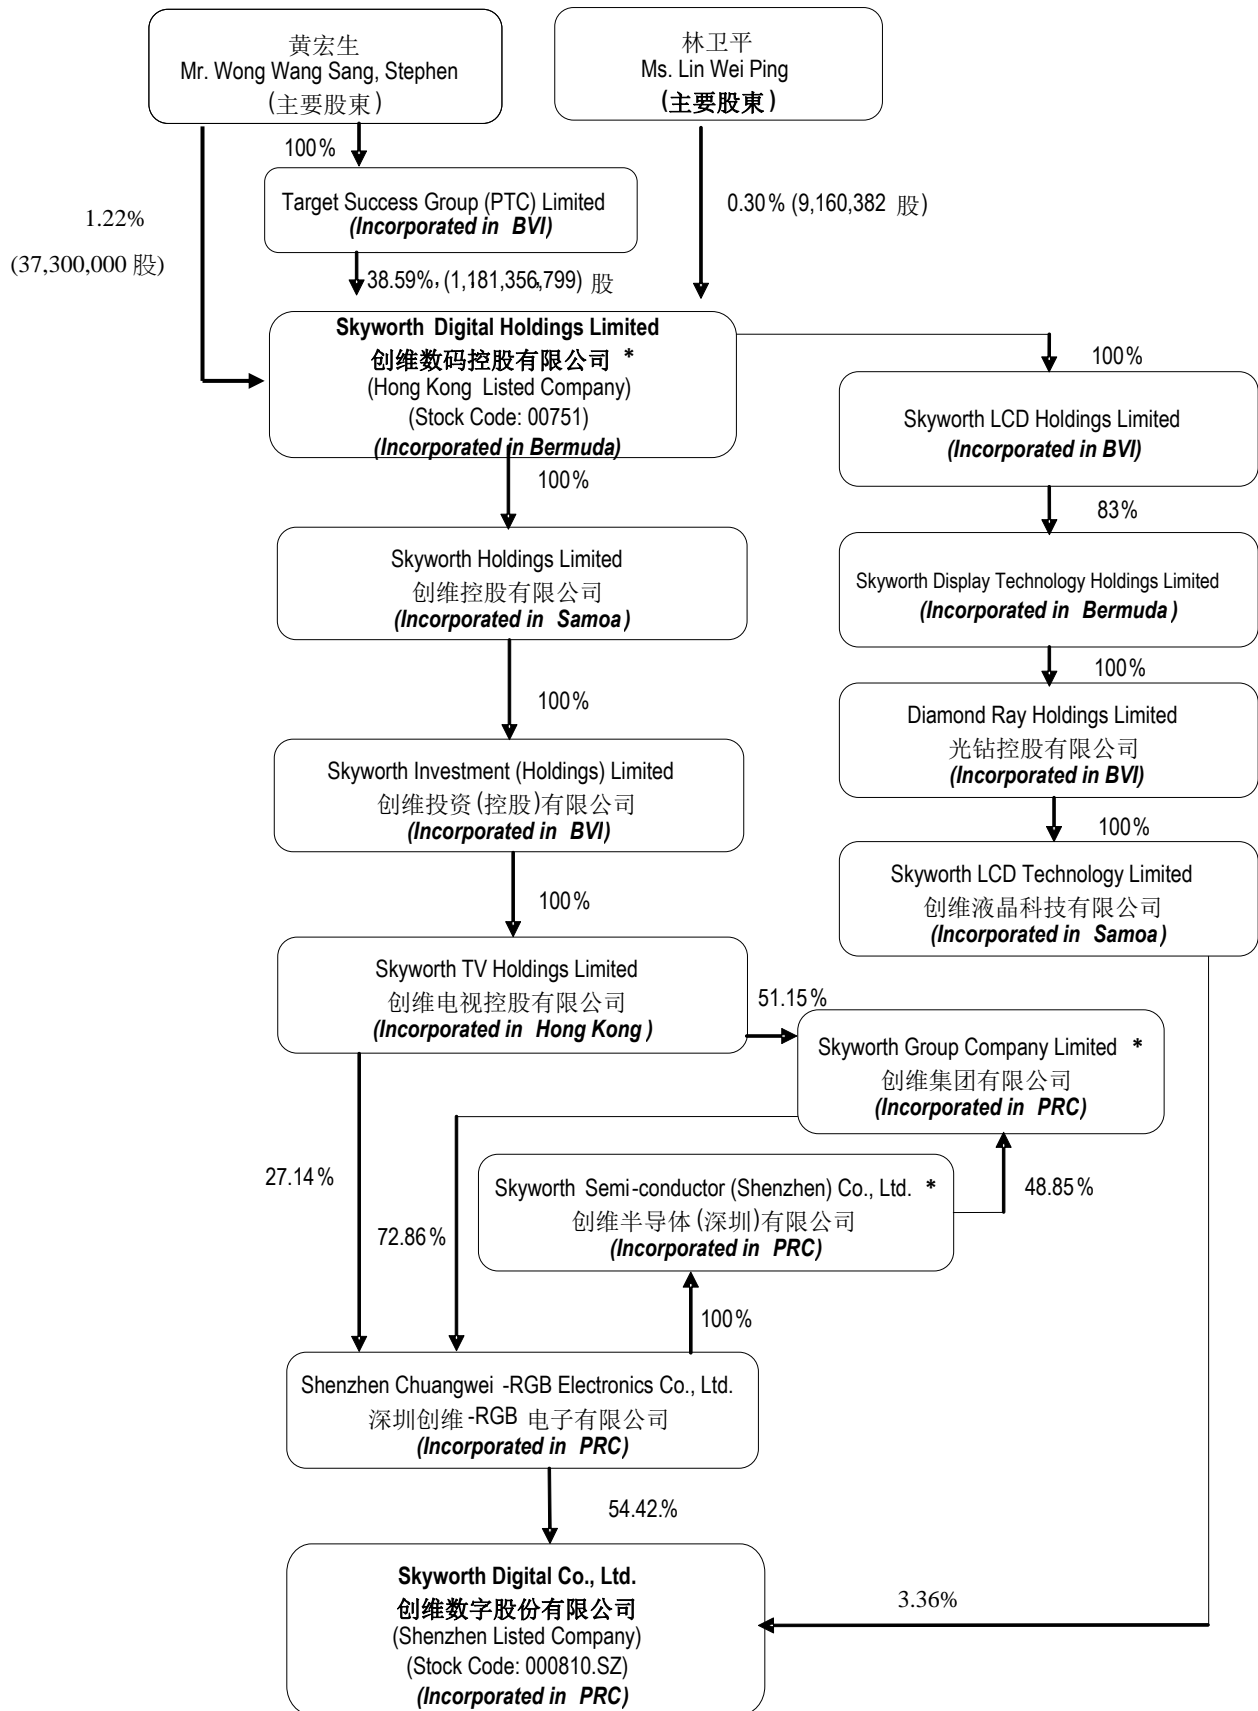 黄宏生
Mr. Wong Wang Sang, Stephen
(主要股東)
林卫平
Ms. Lin Wei Ping
(主要股東)
100%
1.22%
(37,300,000 股)
Target Success Group (PTC) Limited
(Incorporated in BVI)
0.30% (9,160,382 股)
38.59%, (1,181,356,799) 股
Skyworth Digital Holdings Limited
创维数码控股有限公司 *
(Hong Kong Listed Company)
(Stock Code: 00751)
(Incorporated in Bermuda)
100%
Skyworth LCD Holdings Limited
(Incorporated in BVI)
100%
83%
Skyworth Holdings Limited
创维控股有限公司
(Incorporated in Samoa)
Skyworth Display Technology Holdings Limited
(Incorporated in Bermuda)
100%
100%
Diamond Ray Holdings Limited
光钻控股有限公司
(Incorporated in BVI)
Skyworth Investment (Holdings) Limited
创维投资(控股)有限公司
(Incorporated in BVI)
100%
Skyworth LCD Technology Limited
创维液晶科技有限公司
(Incorporated in Samoa)
100%
Skyworth TV Holdings Limited
创维电视控股有限公司
(Incorporated in Hong Kong)
51.15%
Skyworth Group Company Limited *
创维集团有限公司
(Incorporated in PRC)
27.14%
72.86%
Skyworth Semi-conductor (Shenzhen) Co., Ltd. *
创维半导体(深圳)有限公司
(Incorporated in PRC)
48.85%
100%
Shenzhen Chuangwei -RGB Electronics Co., Ltd.
深圳创维-RGB 电子有限公司
(Incorporated in PRC)
54.42.%
Skyworth Digital Co., Ltd.
创维数字股份有限公司
(Shenzhen Listed Company)
(Stock Code: 000810.SZ)
(Incorporated in PRC)
3.36%